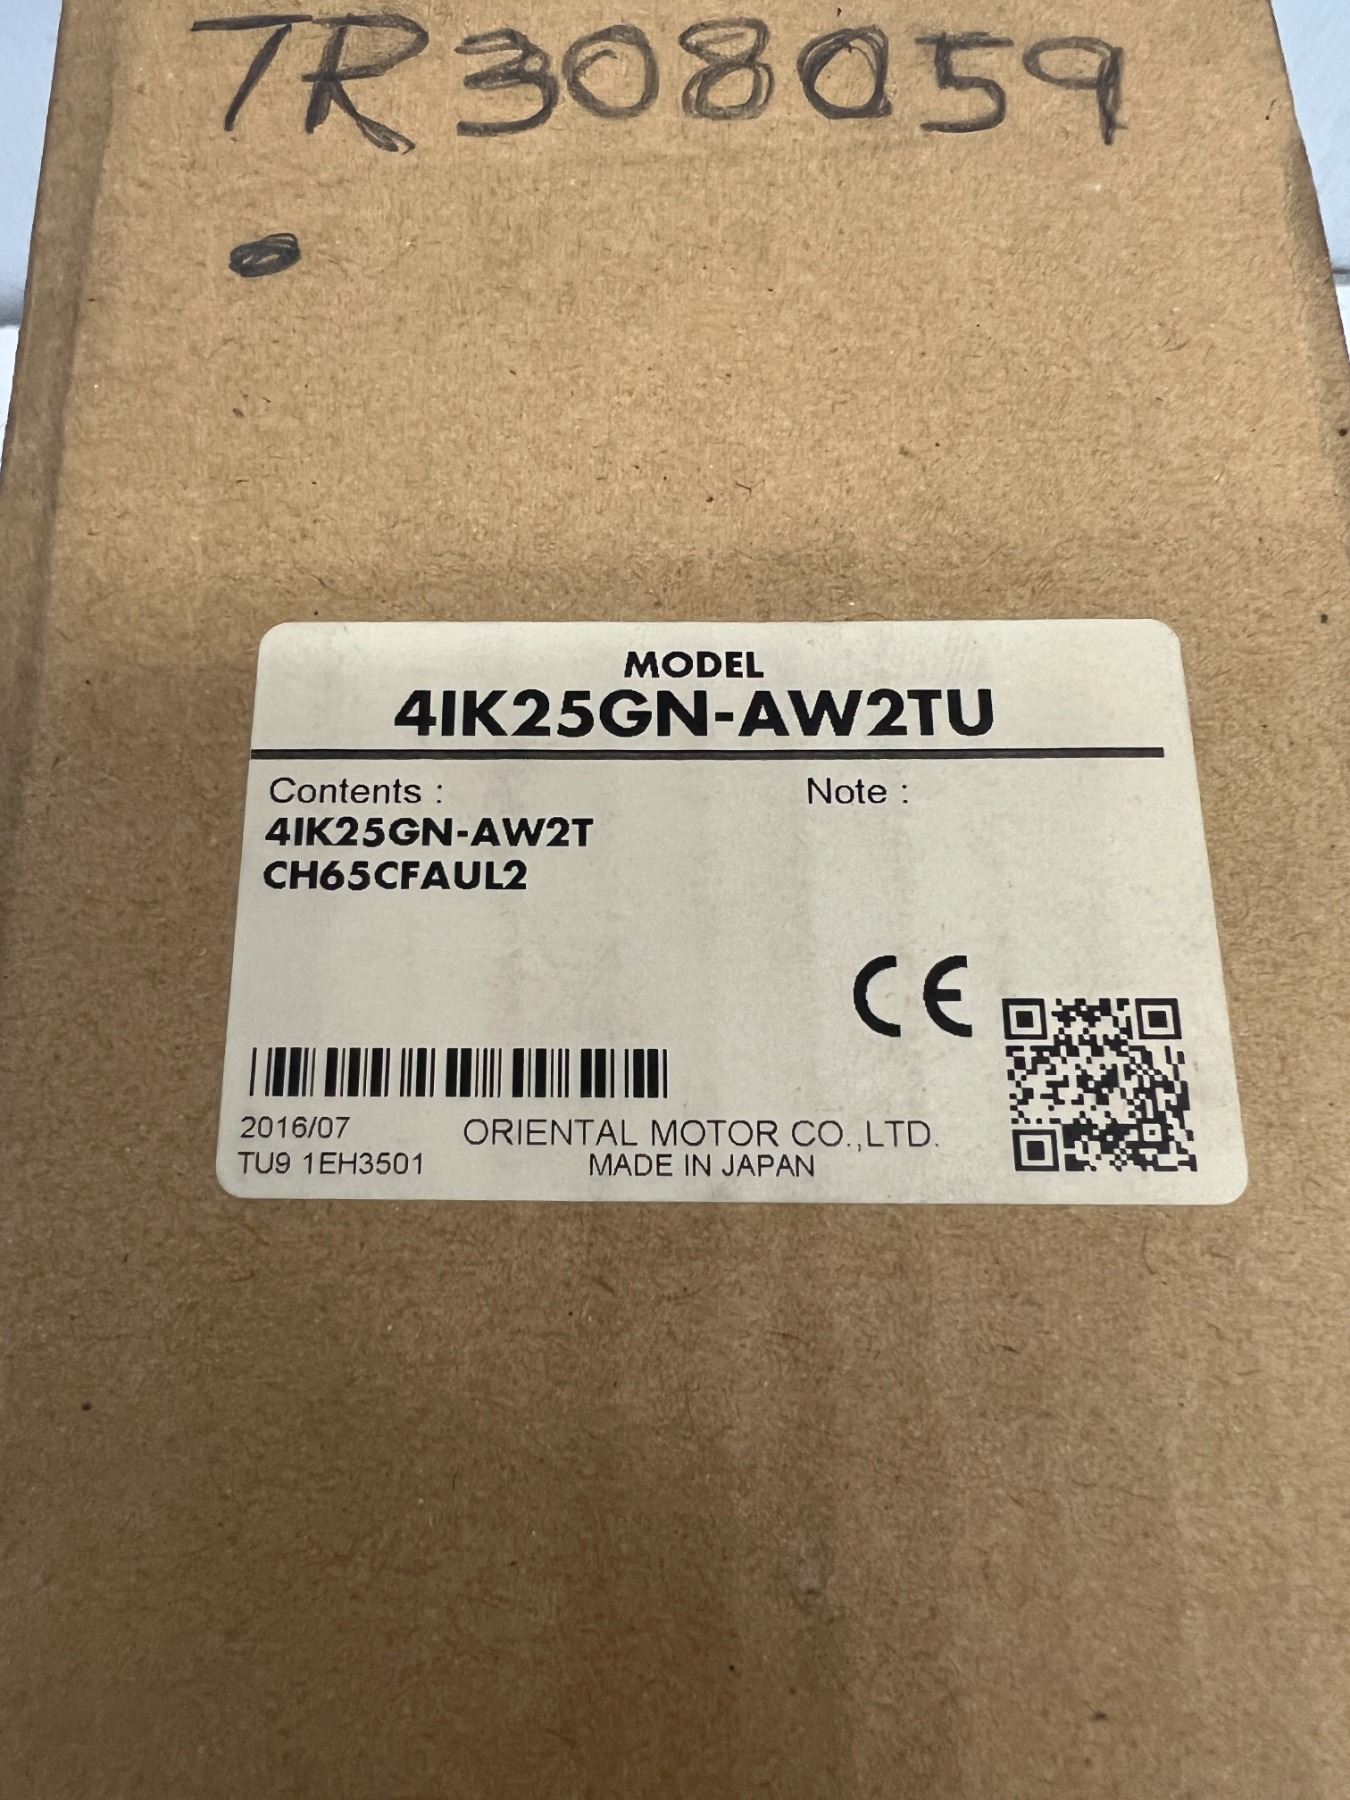 TR308059
MODEL
4IK25GN-AW2TU
Contents :
Note :
4IK25GN-AW2T
CH65CFAUL2
CE
2016/07
ORIENTAL MOTOR CO.,LTD.
TU9 1EH3501
MADE IN JAPAN